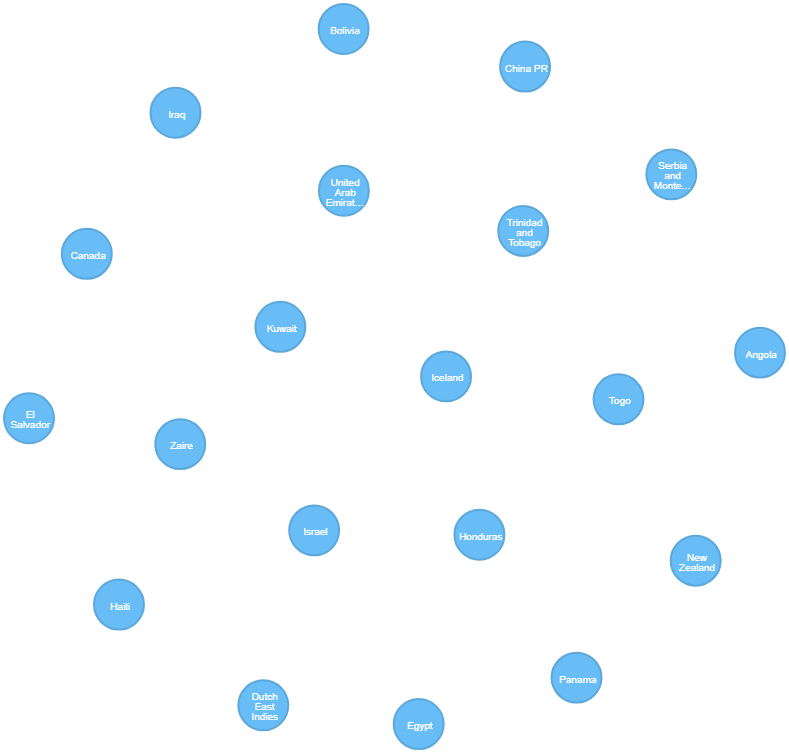 Bolivia
China PR
Iraq
Serbia
and
Monte...
United
Arab
Emirat...
Trinidad
and
Tobago
Canada
Kuwait
Angola
Iceland
Togo
El
Salvador
Zaire
Israel
Honduras
New
Zealand
Haiti
Panama
Dutch
East
Indies
Egypt